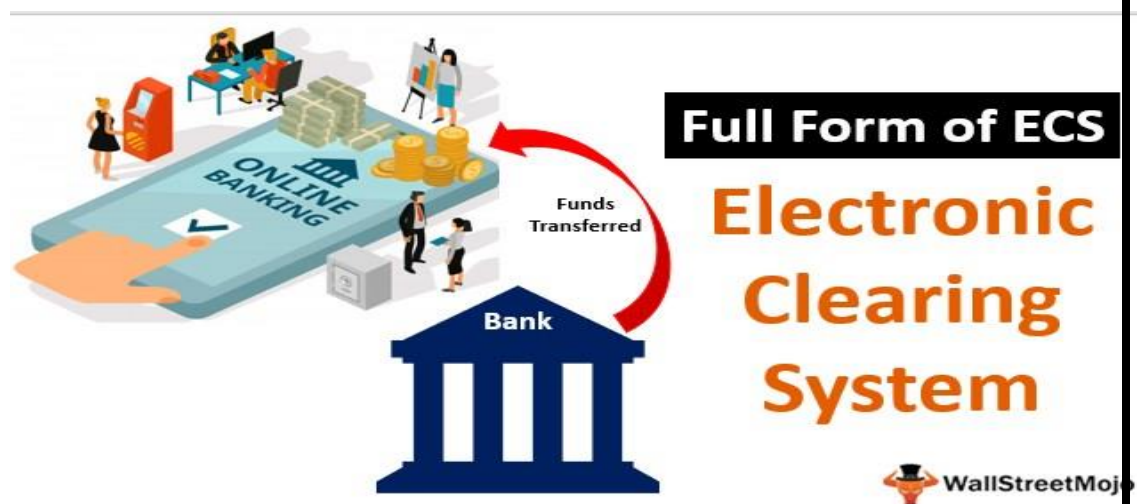 ONLINE
BANKING
Funds
Transferred
Bank
Full Form of ECS
Electronic
Clearing
System
WallStreetMojo